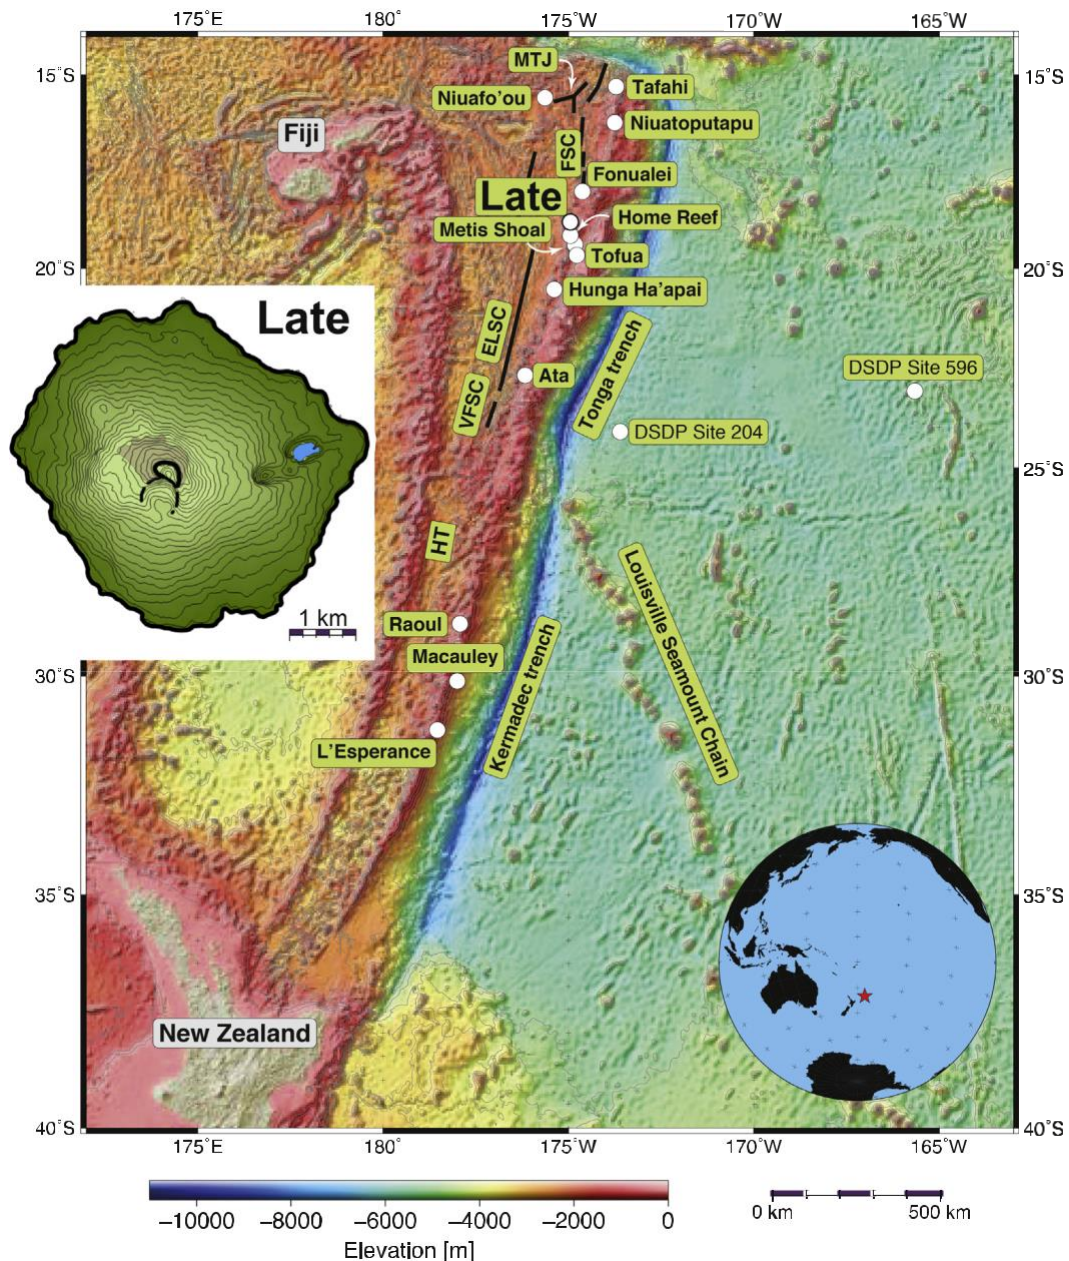 175˚E
180˚
175˚W
170˚W
165˚W
15˚S
15˚S
MTJ
Niuafo’ou
Tafahi
Niuatoputapu
Fiji
FSC
Fonualei
Late
Home Reef
Metis Shoal
Tofua
20˚S
20˚S
Hunga Ha’apai
Late
ELSC
Tonga trench
DSDP Site 596
Ata
VFSC
DSDP Site 204
25˚S
25˚S
HT
Louisville Seamount Chain
1 km
Raoul
Macauley
Kermadec trench
30˚S
30˚S
L’Esperance
35˚S
35˚S
New Zealand
40˚S
40˚S
175˚E
180˚
175˚W
170˚W
165˚W
–10000
–8000
–6000
–4000
–2000
0
Elevation [m]
0 km
500 km